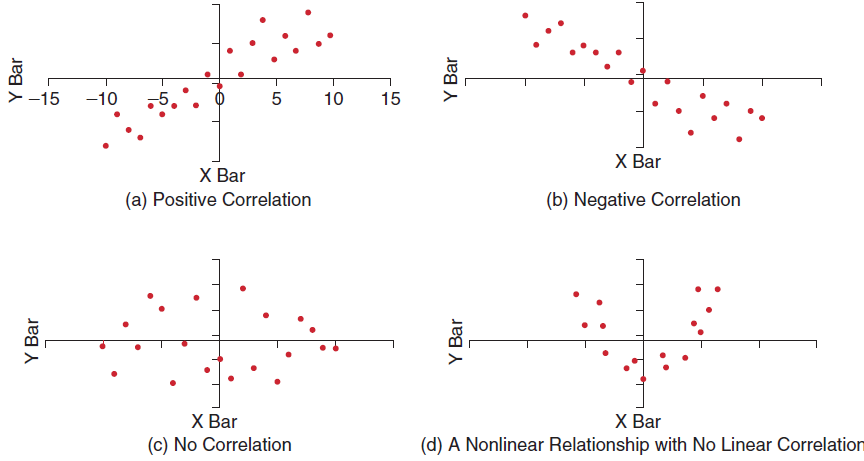 Y Bar
−15 −10 −5 0 5 10 15
X Bar
(a) Positive Correlation
Y Bar
X Bar
(b) Negative Correlation
Y Bar
X Bar
(c) No Correlation
Y Bar
X Bar
(d) A Nonlinear Relationship with No Linear Correlation